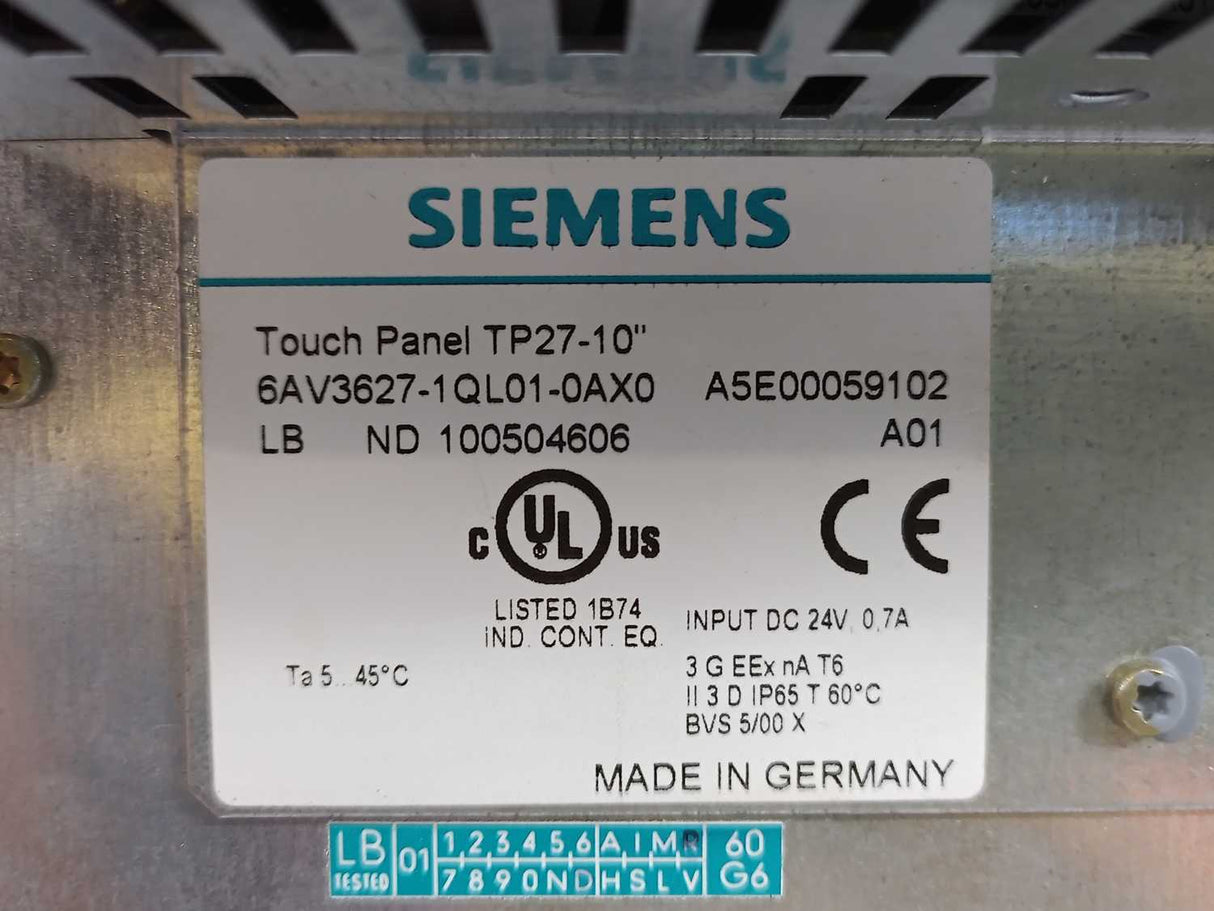 SIEMENS
Touch Panel TP27-10"
6AV3627-1QL01-0AX0 A5E00059102
LB ND 100504606 A01
C UL US
CE
LISTED 1B74
IND. CONT. EQ.
INPUT DC 24V, 0,7A
Ta 5...45°C
3 G EEx nA T6
II 3 D IP65 T 60°C
BVS 5/00 X
MADE IN GERMANY
LB TESTED 01
1,2,3,4,5,6 A I M R 60
7 8 9 0 N D H S L V G6